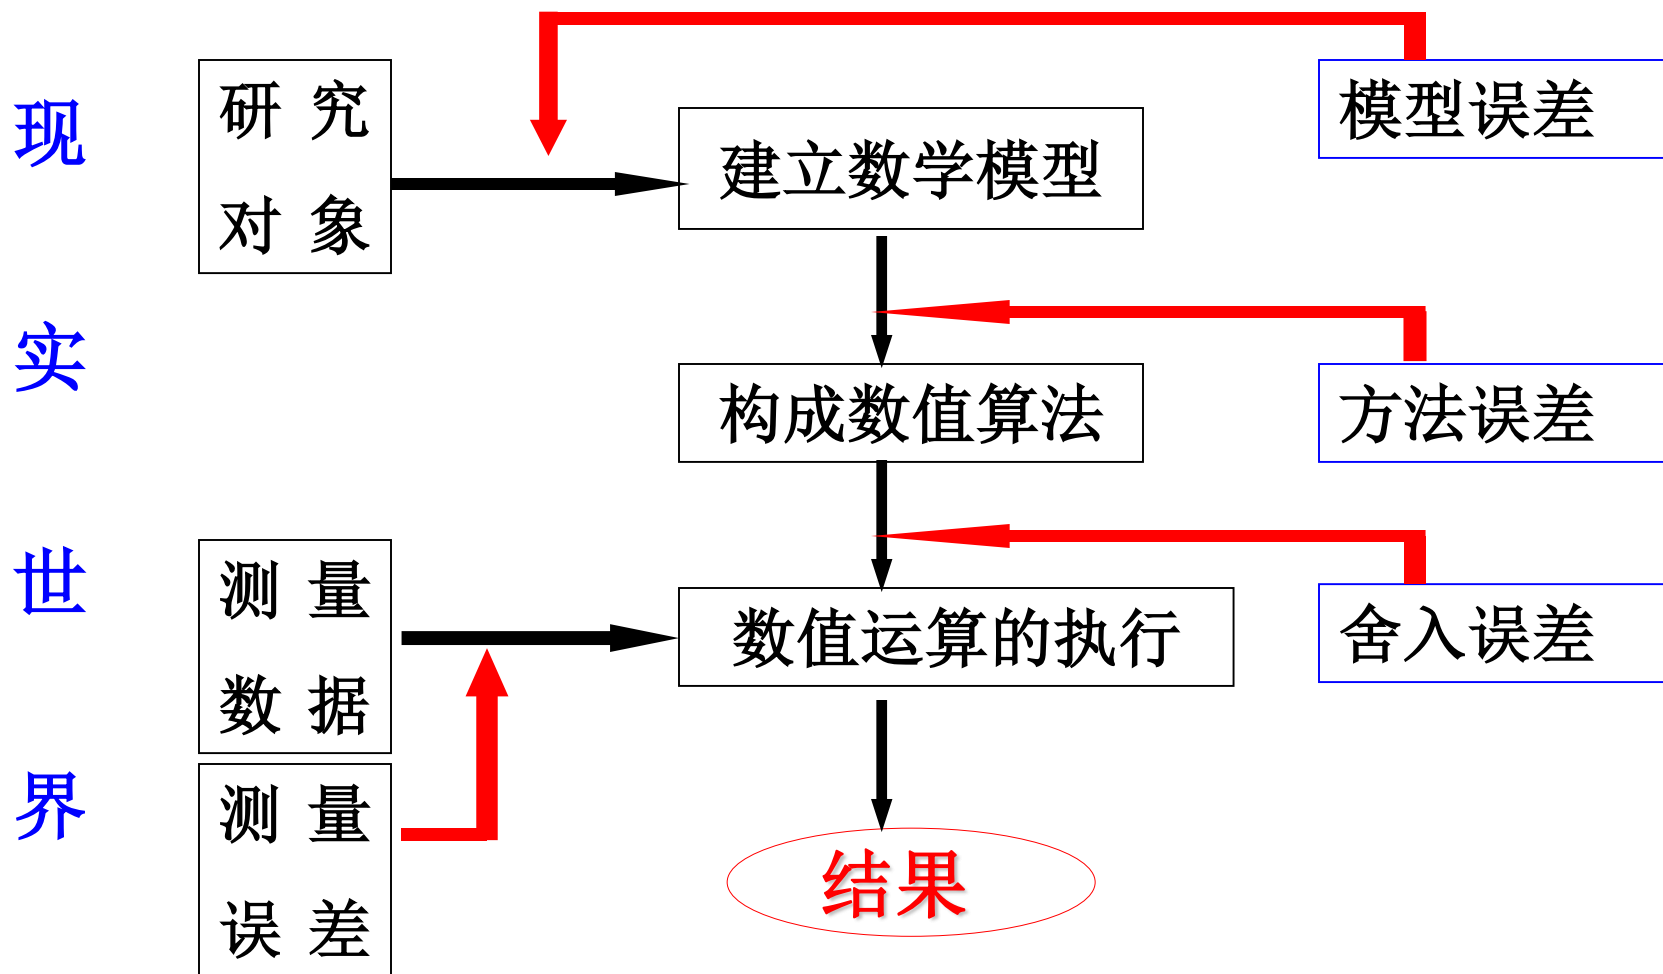 现
实
世
界
研 究
对 象
建立数学模型
模型误差
构成数值算法
方法误差
测 量
数 据
数值运算的执行
舍入误差
测 量
误 差
结果